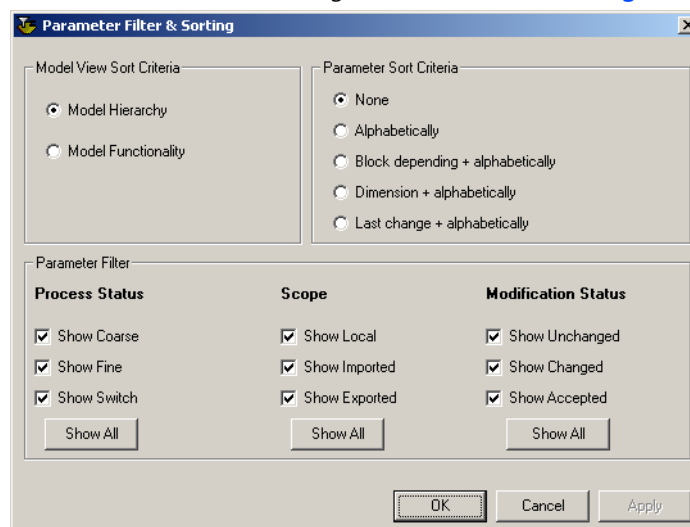 Parameter Filter & Sorting
Model View Sort Criteria
Model Hierarchy
Model Functionality
Parameter Sort Criteria
None
Alphabetically
Block depending + alphabetically
Dimension + alphabetically
Last change + alphabetically
Parameter Filter
Process Status
Show Coarse
Show Fine
Show Switch
Show All
Scope
Show Local
Show Imported
Show Exported
Show All
Modification Status
Show Unchanged
Show Changed
Show Accepted
Show All
OK
Cancel
Apply